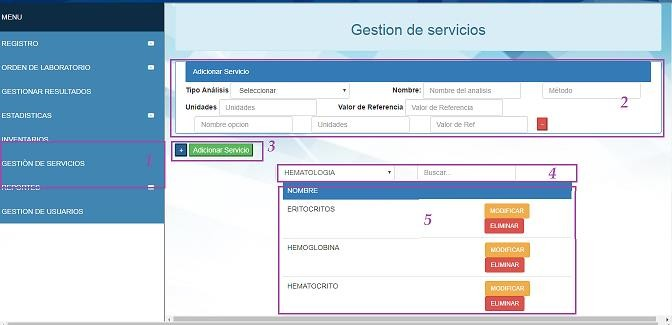 MENU
REGISTRO
ORDEN DE LABORATORIO
GESTIONAR RESULTADOS
ESTADISTICAS
INVENTARIOS
GESTIÒN DE SERVICIOS
1
REPORTES
GESTION DE USUARIOS
Gestion de servicios
Adicionar Servicio
Tipo Análisis Seleccionar Nombre: Nombre del analisis Método
2
Unidades Unidades Valor de Referencia Valor de Referencia
Nombre opcion Unidades Valor de Ref −
+ Adicionar Servicio 3
HEMATOLOGIA Buscar... 4
NOMBRE
ERITOCRITOS MODIFICAR
ELIMINAR
5
HEMOGLOBINA MODIFICAR
ELIMINAR
HEMATOCRITO MODIFICAR
ELIMINAR